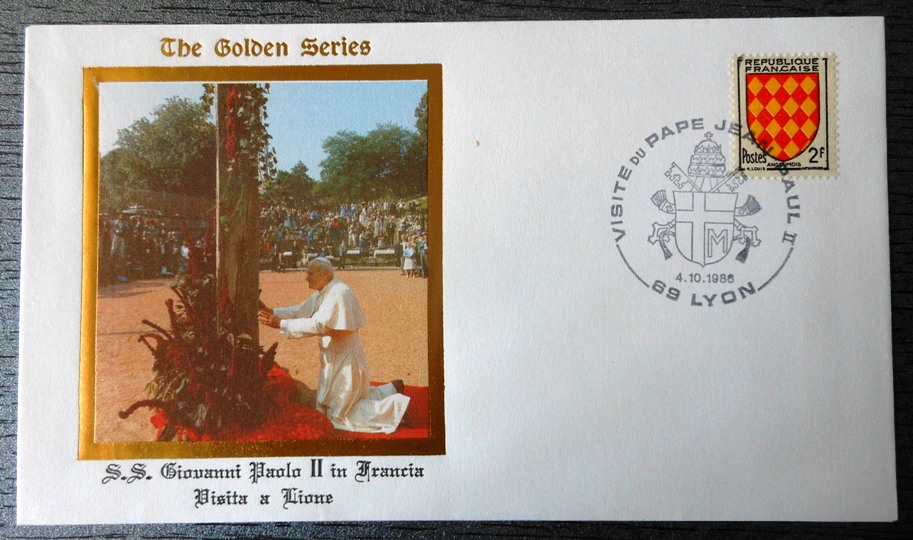 The Golden Series
REPUBLIQUE
FRANÇAISE
Postes
2F
ANGOUMOIS
VISITE DU PAPE JEAN PAUL II
M
4.10.1986
69 LYON
S.S. Giovanni Paolo II in Francia
Visita a Lione